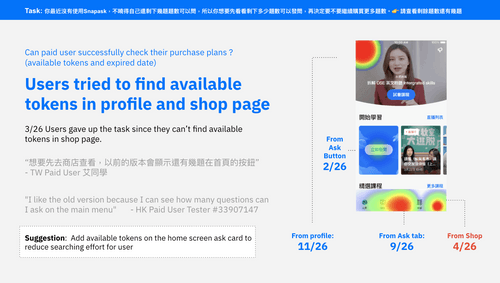 Task: 你最近沒有使用Snapask,不曉得自己還剩下幾題題數可以問,所以你想要先看看剩下多少題數可以發問,再決定要不要繼續購買更多題數。👉 請查看剩餘題數還有幾題
Can paid user successfully check their purchase plans ?
(available tokens and expired date)
Users tried to find available
tokens in profile and shop page
3/26 Users gave up the task since they can't find available
tokens in shop page.
“想要先去商店查看，以前的版本會顯示還有幾題在首頁的按鈕”
- TW Paid User 艾同學
"I like the old version because I can see how many questions can
I ask on the main menu" - HK Paid User Tester #33907147
Suggestion: Add available tokens on the home screen ask card to
reduce searching effort for user
From
Ask
Button
2/26
開始學習
精選課程
From profile:
11/26
From Ask tab:
9/26
From Shop
4/26